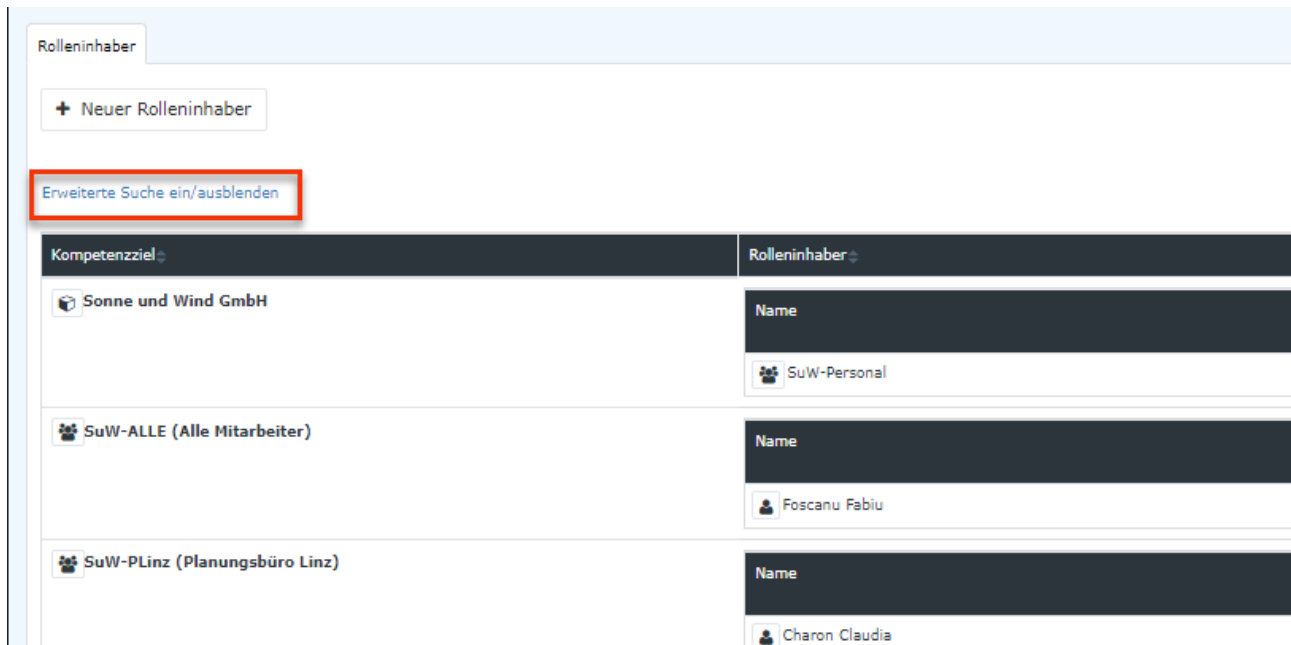 Rolleninhaber
+ Neuer Rolleninhaber
Erweiterte Suche ein/ausblenden
Kompetenzziel Rolleninhaber
Sonne und Wind GmbH
Name
SuW-Personal
SuW-ALLE (Alle Mitarbeiter)
Name
Foscanu Fabiu
SuW-PLinz (Planungsbüro Linz)
Name
Charon Claudia